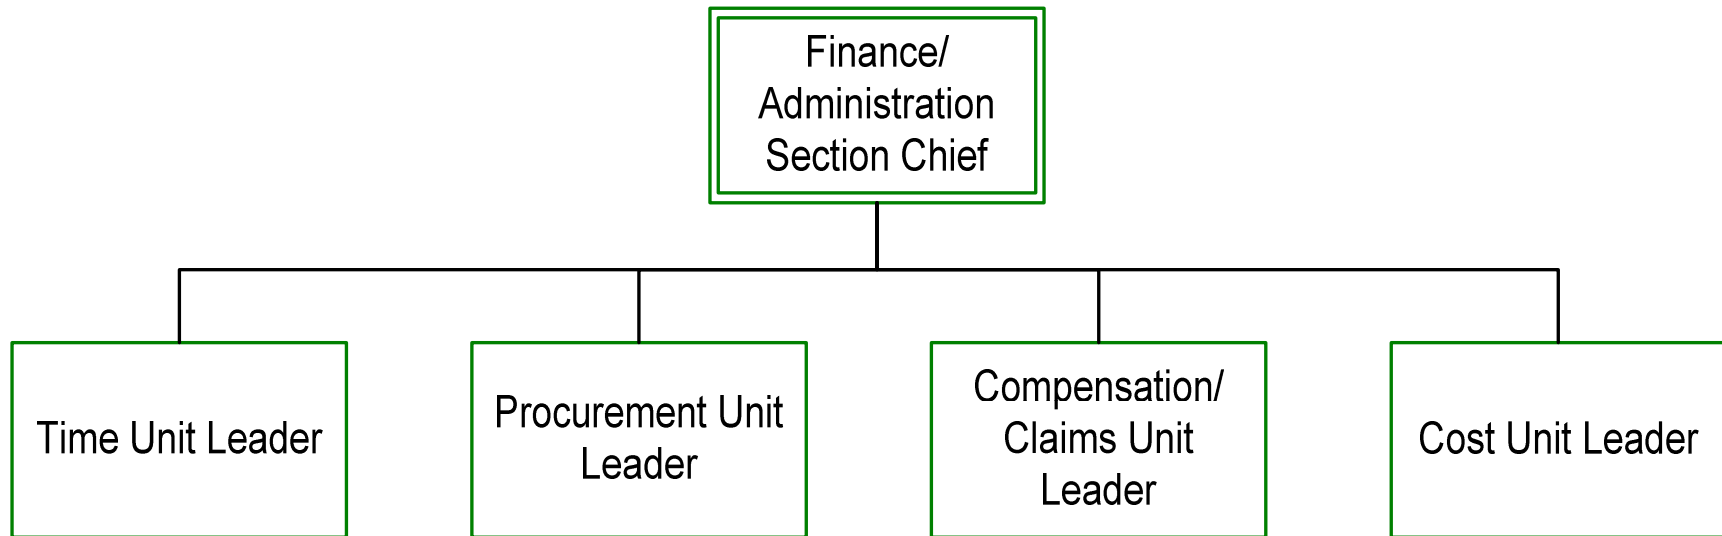 Finance/
Administration
Section Chief
Time Unit Leader
Procurement Unit
Leader
Compensation/
Claims Unit
Leader
Cost Unit Leader